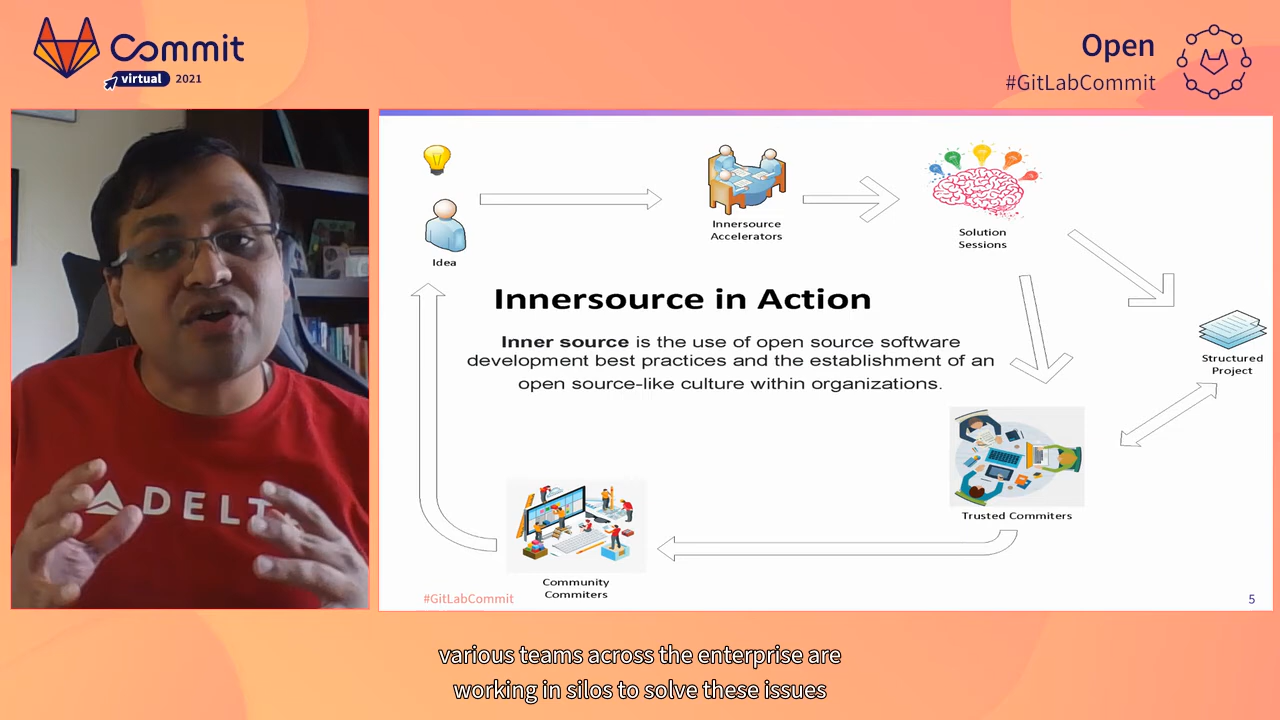 Commit
virtual 2021
Open
#GitLabCommit
DELT
Idea
Innersource
Accelerators
Solution
Sessions
Innersource in Action
Inner source is the use of open source software
development best practices and the establishment of an
open source-like culture within organizations.
Structured
Project
Trusted Commiters
Community
Commiters
#GitLabCommit
5
various teams across the enterprise are
working in silos to solve these issues